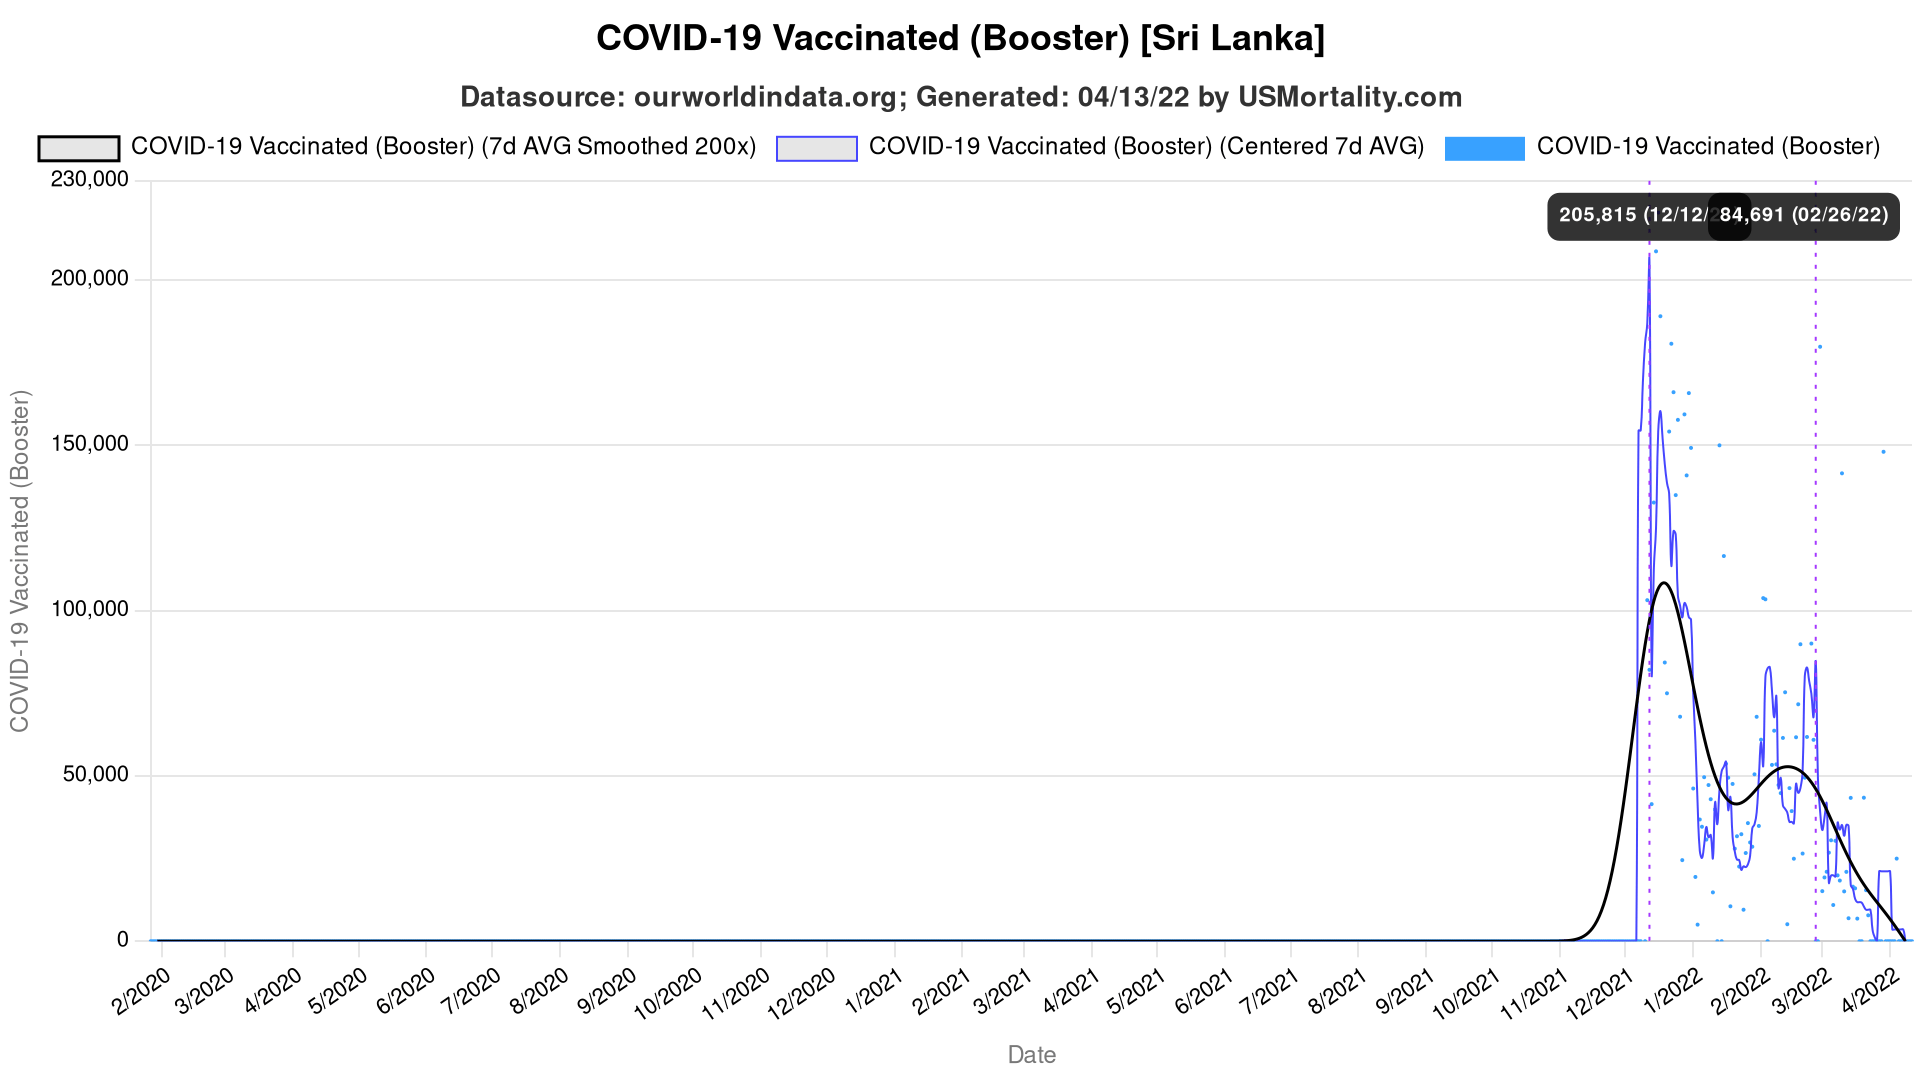 COVID-19 Vaccinated (Booster) [Sri Lanka]
Datasource: ourworldindata.org; Generated: 04/13/22 by USMortality.com
COVID-19 Vaccinated (Booster) (7d AVG Smoothed 200x) COVID-19 Vaccinated (Booster) (Centered 7d AVG) COVID-19 Vaccinated (Booster)
230,000
205,815 (12/12/ 84,691 (02/26/22)
200,000
150,000
100,000
50,000
0
COVID-19 Vaccinated (Booster)
2/2020 3/2020 4/2020 5/2020 6/2020 7/2020 8/2020 9/2020 10/2020 11/2020 12/2020 1/2021 2/2021 3/2021 4/2021 5/2021 6/2021 7/2021 8/2021 9/2021 10/2021 11/2021 12/2021 1/2022 2/2022 3/2022 4/2022
Date